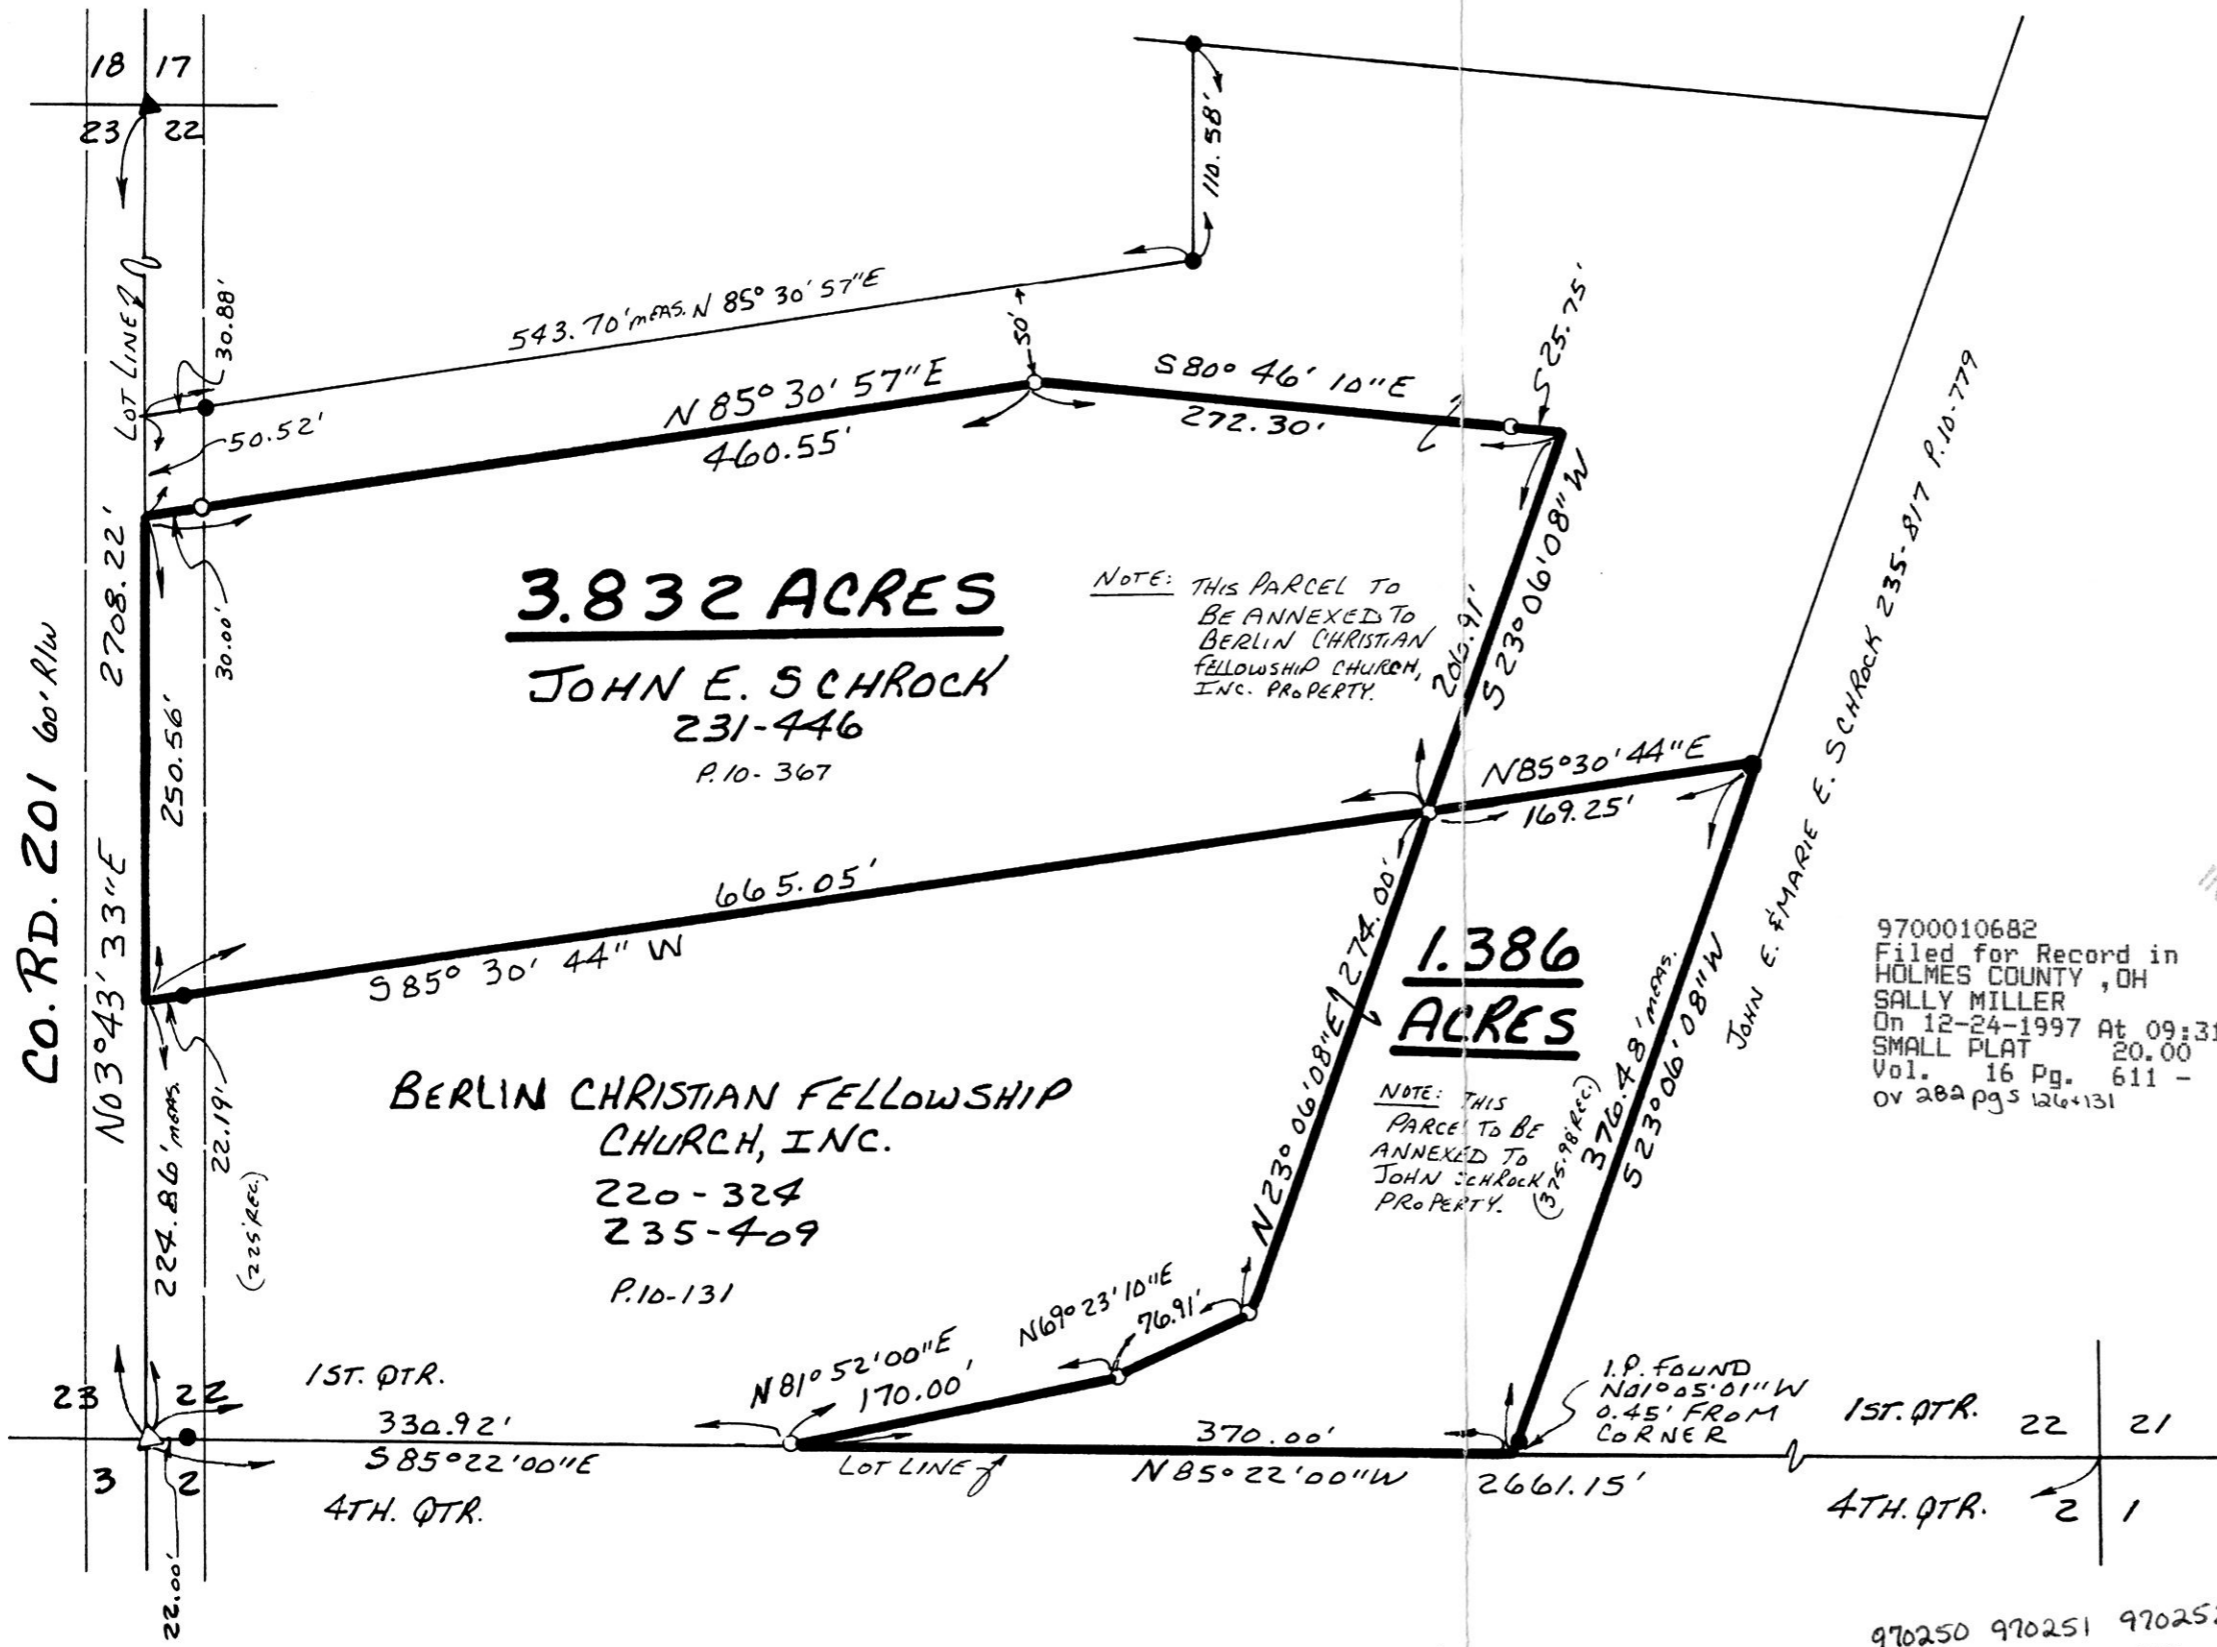 18 17
23 22
110.58'
LOT LINE
30.88'
543.70' MEAS. N 85° 30' 57" E
50'
50.52'
N 85° 30' 57" E
460.55'
S 80° 46' 10" E
272.30'
25.75'
2708.22'
30.00'
250.56'
3.832 ACRES
JOHN E. SCHROCK
231-446
P.10-367
NOTE: THIS PARCEL TO
BE ANNEXED TO
BERLIN CHRISTIAN
FELLOWSHIP CHURCH,
INC. PROPERTY.
206.91'
S 23° 06' 08" W
JOHN E. & MARIE E. SCHROCK 235-817 P.10-779
CO. RD. 201 60' R/W
N 03° 43' 33" E
N 85° 30' 44" E
169.25'
665.05'
S 85° 30' 44" W
N 23° 06' 08" E
274.00'
1.386
ACRES
NOTE: THIS
PARCEL TO BE
ANNEXED TO
JOHN SCHROCK
PROPERTY.
376.48' MEAS.
(375.98' REC.)
S 23° 06' 08" W
9700010682
Filed for Record in
HOLMES COUNTY ,OH
SALLY MILLER
On 12-24-1997 At 09:31
SMALL PLAT 20.00
Vol. 16 Pg. 611 -
OV 282 pgs 126+131
224.86' MEAS.
22.19'
(225' REC.)
BERLIN CHRISTIAN FELLOWSHIP
CHURCH, INC.
220-324
235-409
P.10-131
N 81° 52' 00" E
170.00'
N 69° 23' 10" E
76.91'
I.P. FOUND
N01° 05' 01" W
0.45' FROM
CORNER
23 22
1ST. QTR.
330.92'
S 85° 22' 00" E
3 2
4TH. QTR.
22.00'
370.00'
LOT LINE
N 85° 22' 00" W
2661.15'
1ST. QTR. 22 21
4TH. QTR. 2 1
970250 970251 970252